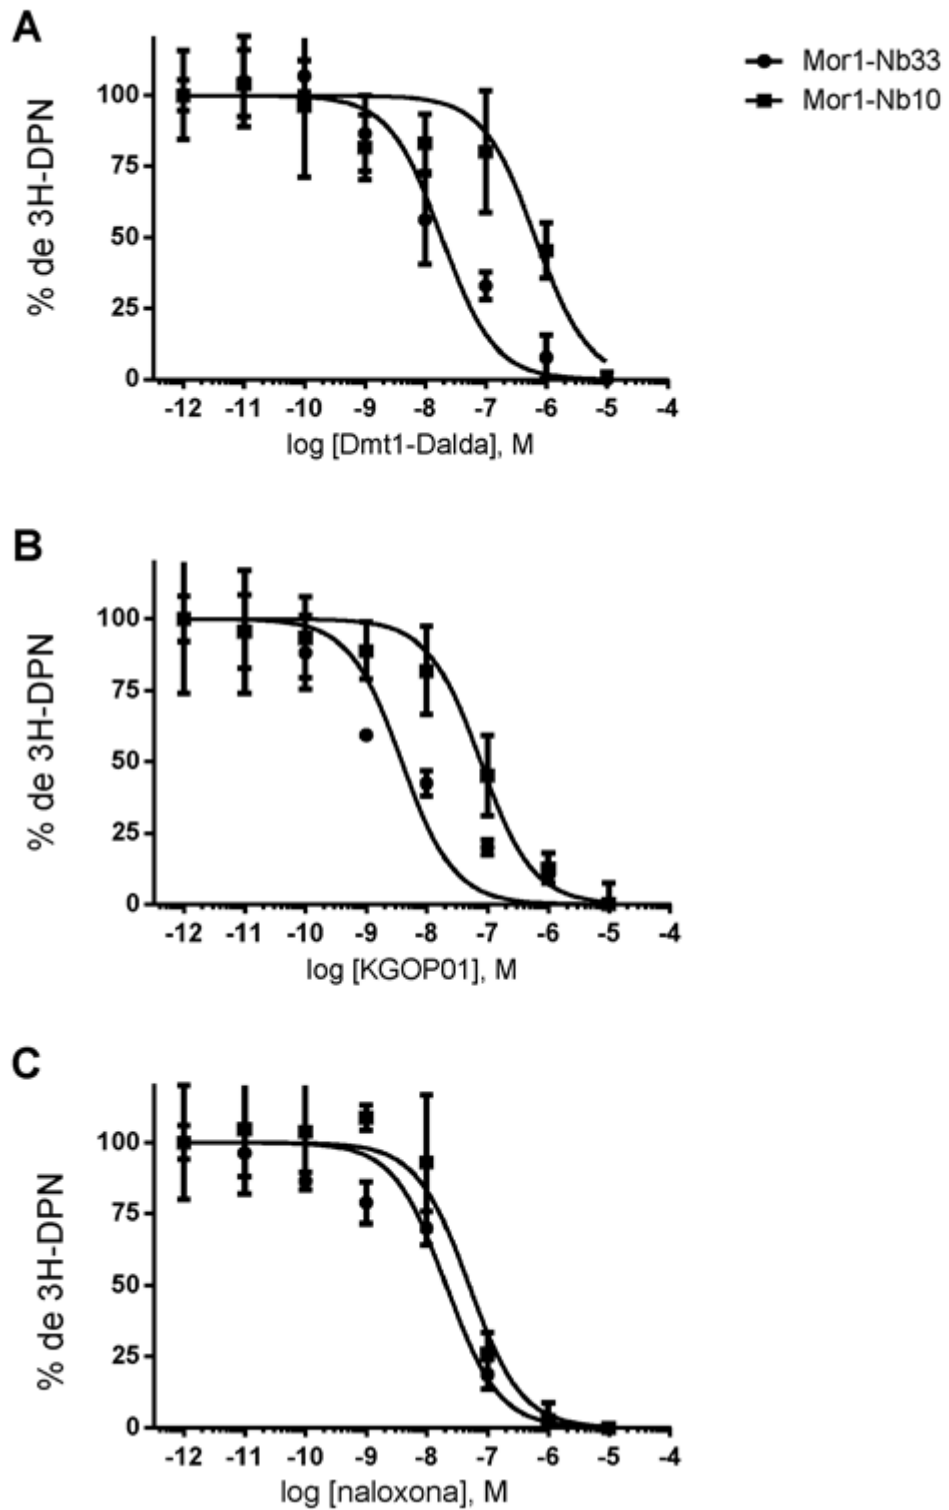 A
Mor1-Nb33
Mor1-Nb10
% de 3H-DPN
100
75
50
25
0
-12 -11 -10 -9 -8 -7 -6 -5 -4
log [Dmt1-Dalda], M
B
% de 3H-DPN
100
75
50
25
0
-12 -11 -10 -9 -8 -7 -6 -5 -4
log [KGOP01], M
C
% de 3H-DPN
100
75
50
25
0
-12 -11 -10 -9 -8 -7 -6 -5 -4
log [naloxona], M